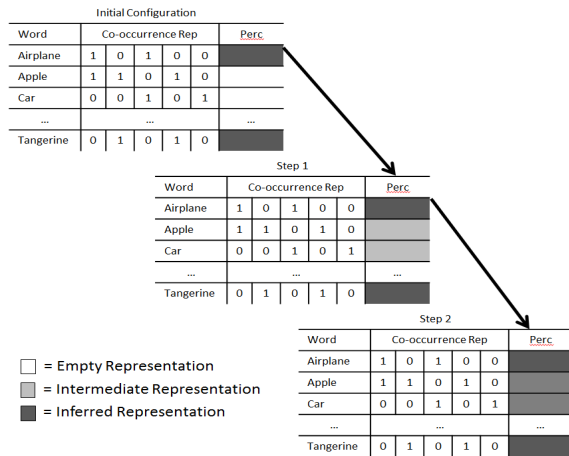 Initial Configuration
Word Co-occurrence Rep Perc
Airplane 1 0 1 0 0
Apple 1 1 0 1 0
Car 0 0 1 0 1
... ... ...
Tangerine 0 1 0 1 0
Step 1
Word Co-occurrence Rep Perc
Airplane 1 0 1 0 0
Apple 1 1 0 1 0
Car 0 0 1 0 1
... ... ...
Tangerine 0 1 0 1 0
Step 2
Word Co-occurrence Rep Perc
Airplane 1 0 1 0 0
Apple 1 1 0 1 0
Car 0 0 1 0 1
... ... ...
Tangerine 0 1 0 1 0
= Empty Representation
= Intermediate Representation
= Inferred Representation